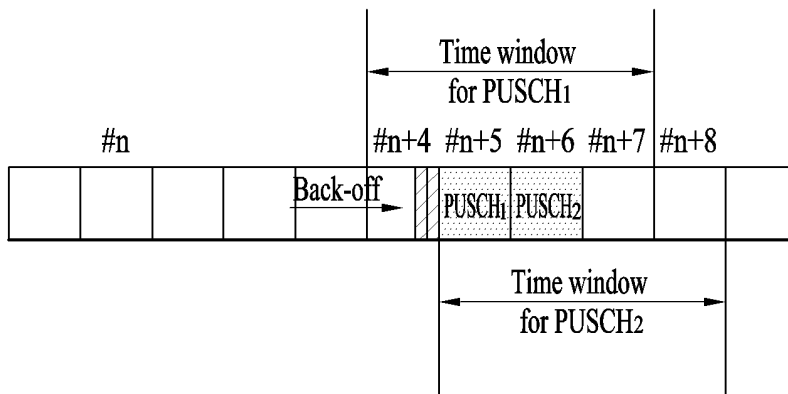 Time window
for PUSCH1
#n #n+4 #n+5 #n+6 #n+7 #n+8
Back-off PUSCH1 PUSCH2
Time window
for PUSCH2